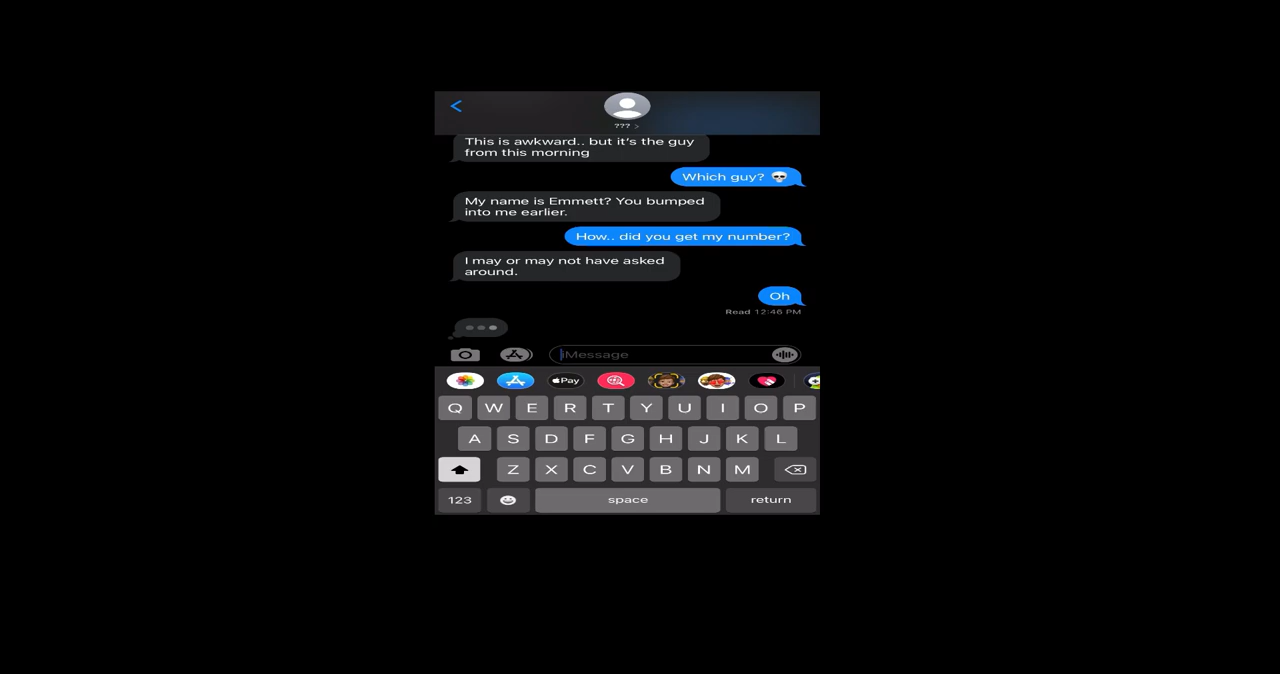 ??? >
This is awkward.. but it's the guy
from this morning
Which guy? 💀
My name is Emmett? You bumped
into me earlier.
How.. did you get my number?
I may or may not have asked
around.
Oh
Read 12:46 PM
iMessage
Pay
Q W E R T Y U I O P
A S D F G H J K L
Z X C V B N M
123 space return